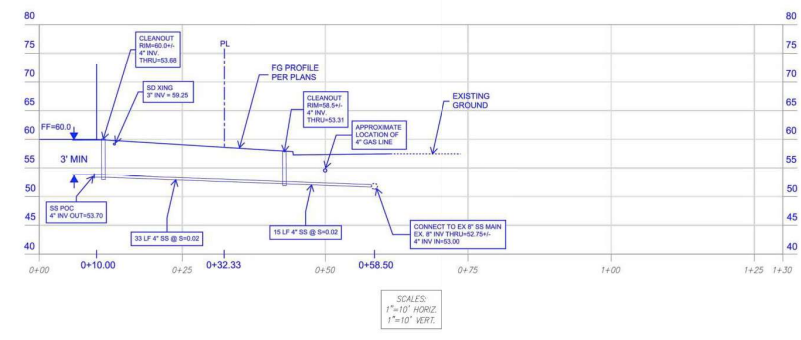 80
80
75
75
70
70
65
65
60
60
55
55
50
50
45
45
40
40
CLEANOUT
RIM=60.0+/-
4" INV.
THRU=53.68
PL
FG PROFILE
PER PLANS
SD XING
3" INV = 59.25
CLEANOUT
RIM=58.5+/-
4" INV.
THRU=53.31
EXISTING
GROUND
APPROXIMATE
LOCATION OF
4" GAS LINE
FF=60.0
3' MIN
SS POC
4" INV OUT=53.70
33 LF 4" SS @ S=0.02
15 LF 4" SS @ S=0.02
CONNECT TO EX 8" SS MAIN
EX. 8" INV THRU=52.75+/-
4" INV IN=53.00
0+00
0+10.00
0+25
0+32.33
0+50
0+58.50
0+75
1+00
1+25
1+30
SCALES:
1"=10' HORIZ.
1"=10' VERT.